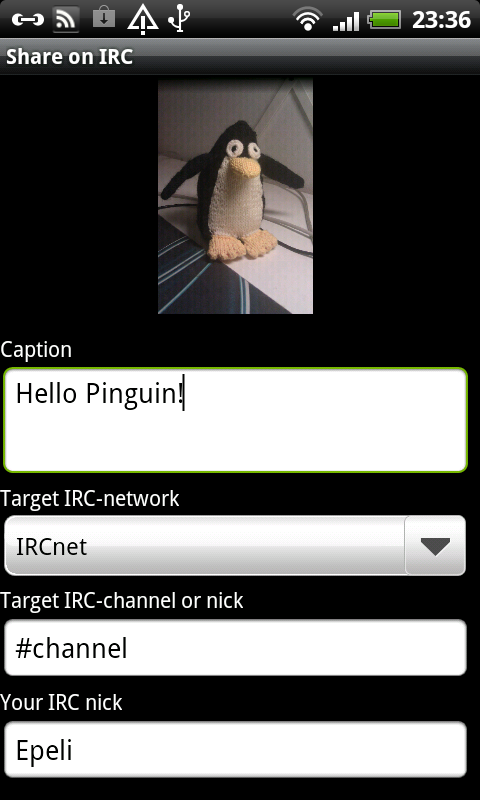 23:36
Share on IRC
Caption
Hello Pinguin!
Target IRC-network
IRCnet
Target IRC-channel or nick
#channel
Your IRC nick
Epeli